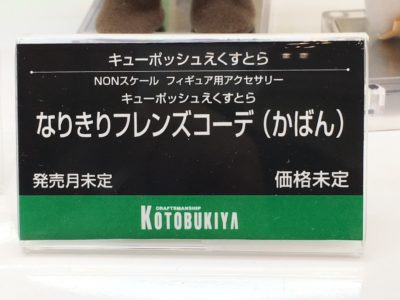 キューポッシュえくすとら
NONスケール フィギュア用アクセサリー
キューポッシュえくすとら
なりきりフレンズコーデ（かばん）
発売月未定 価格未定
CRAFTSMANSHIP
KOTOBUKIYA